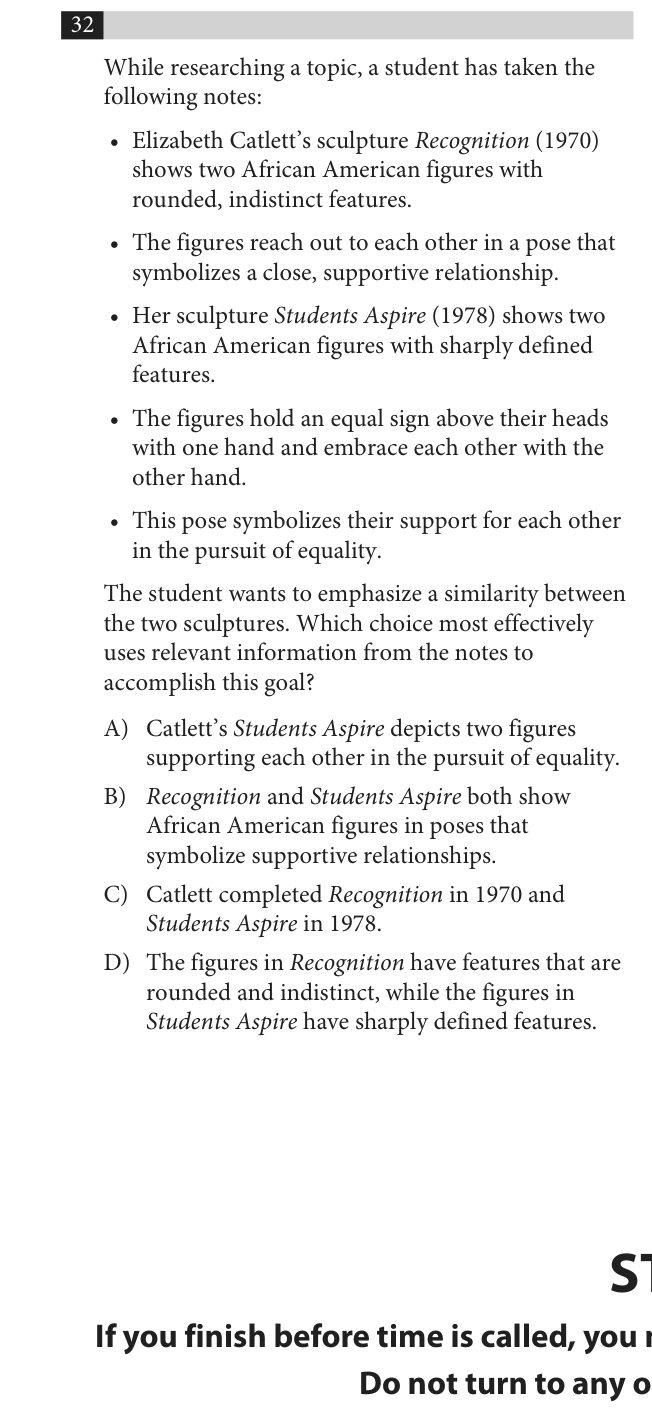 32
While researching a topic, a student has taken the
following notes:
• Elizabeth Catlett’s sculpture Recognition (1970)
shows two African American figures with
rounded, indistinct features.
• The figures reach out to each other in a pose that
symbolizes a close, supportive relationship.
• Her sculpture Students Aspire (1978) shows two
African American figures with sharply defined
features.
• The figures hold an equal sign above their heads
with one hand and embrace each other with the
other hand.
• This pose symbolizes their support for each other
in the pursuit of equality.
The student wants to emphasize a similarity between
the two sculptures. Which choice most effectively
uses relevant information from the notes to
accomplish this goal?
A) Catlett’s Students Aspire depicts two figures
supporting each other in the pursuit of equality.
B) Recognition and Students Aspire both show
African American figures in poses that
symbolize supportive relationships.
C) Catlett completed Recognition in 1970 and
Students Aspire in 1978.
D) The figures in Recognition have features that are
rounded and indistinct, while the figures in
Students Aspire have sharply defined features.
If you finish before time is called, you
Do not turn to any